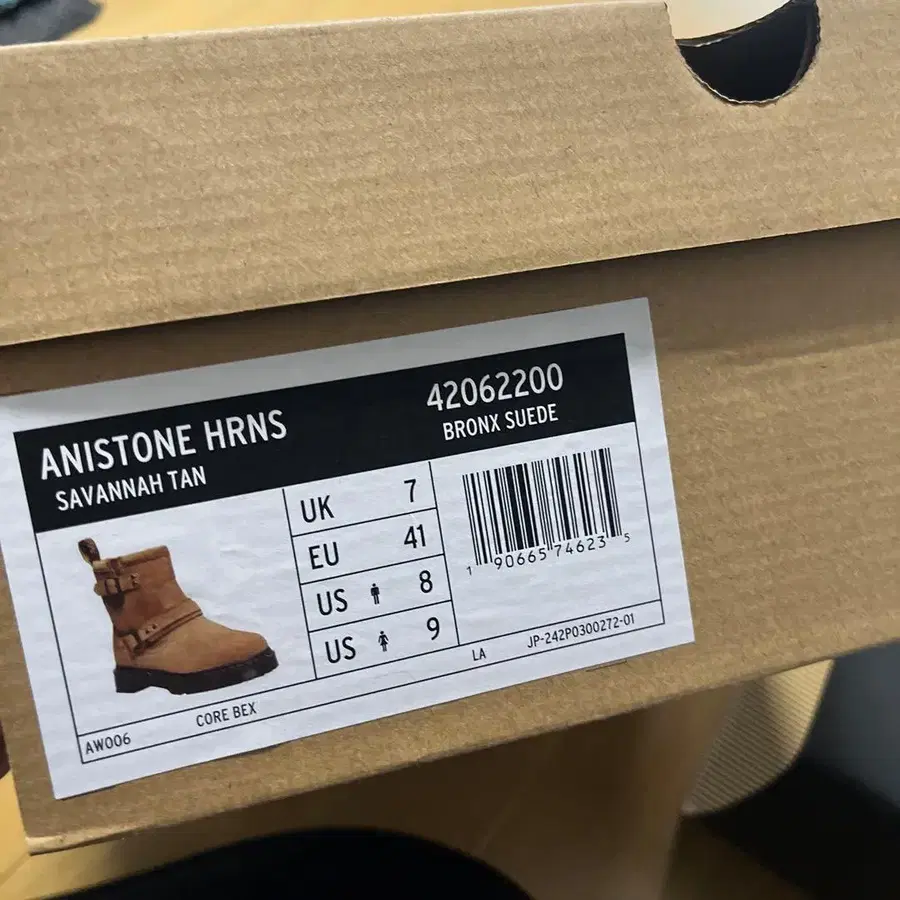 ANISTONE HRNS
SAVANNAH TAN
42062200
BRONX SUEDE
UK 7
EU 41
US 8
US 9
1 90665 74623 5
AW006
CORE BEX
LA
JP-242P0300272-01